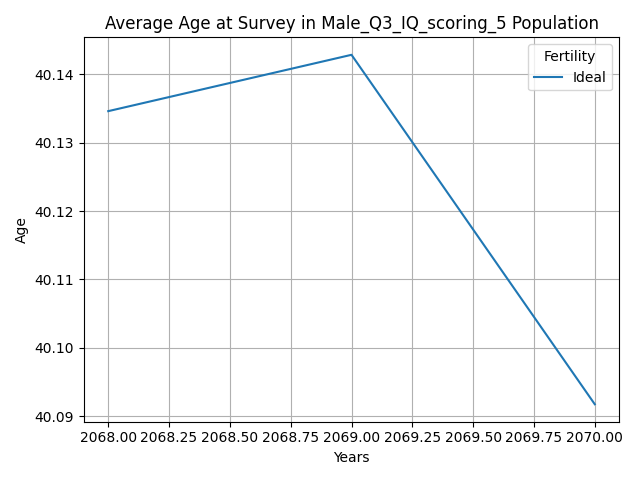 Average Age at Survey in Male_Q3_IQ_scoring_5 Population
Fertility
Ideal
40.14
40.13
40.12
40.11
40.10
40.09
Age
2068.00 2068.25 2068.50 2068.75 2069.00 2069.25 2069.50 2069.75 2070.00
Years